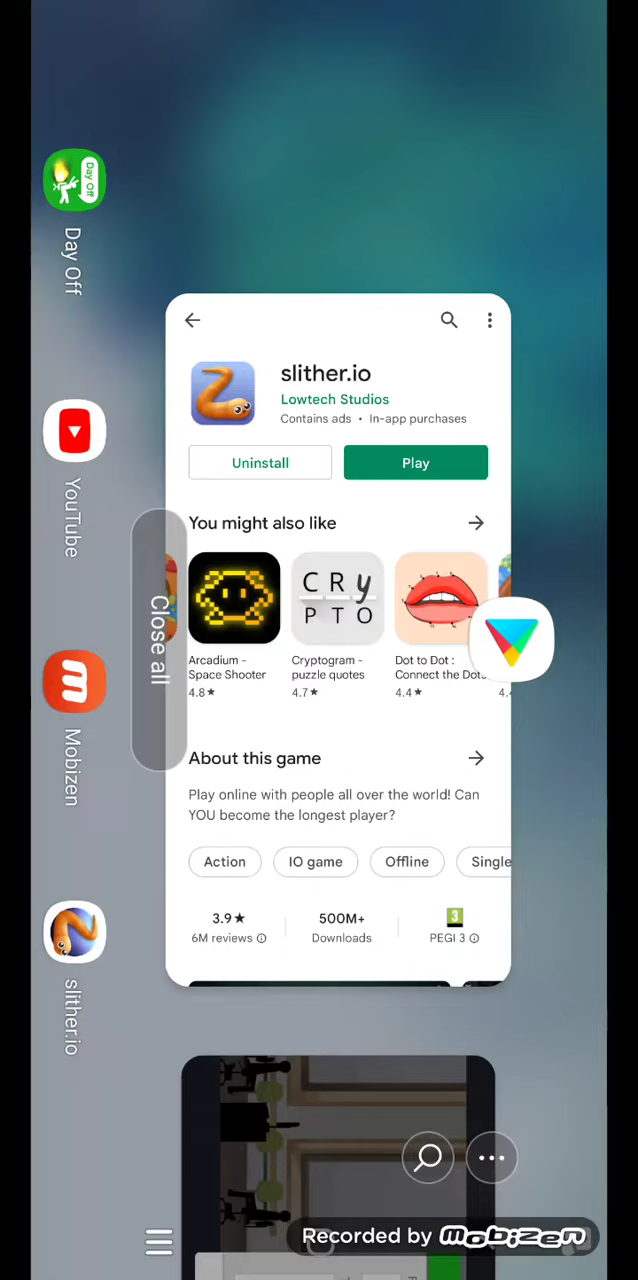 slither.io
Lowtech Studios
Contains ads • In-app purchases
Uninstall
Play
You might also like
CRy
PTO
Arcadium -
Space Shooter
4.8★
Cryptogram -
puzzle quotes
4.7★
Dot to Dot :
Connect the Dots
4.4★
4.
About this game
Play online with people all over the world! Can
YOU become the longest player?
Action
IO game
Offline
Single
3.9★
6M reviews
500M+
Downloads
3
PEGI 3
Day Off
Day Off
YouTube
Mobizen
slither.io
Close all
Recorded by mobizen